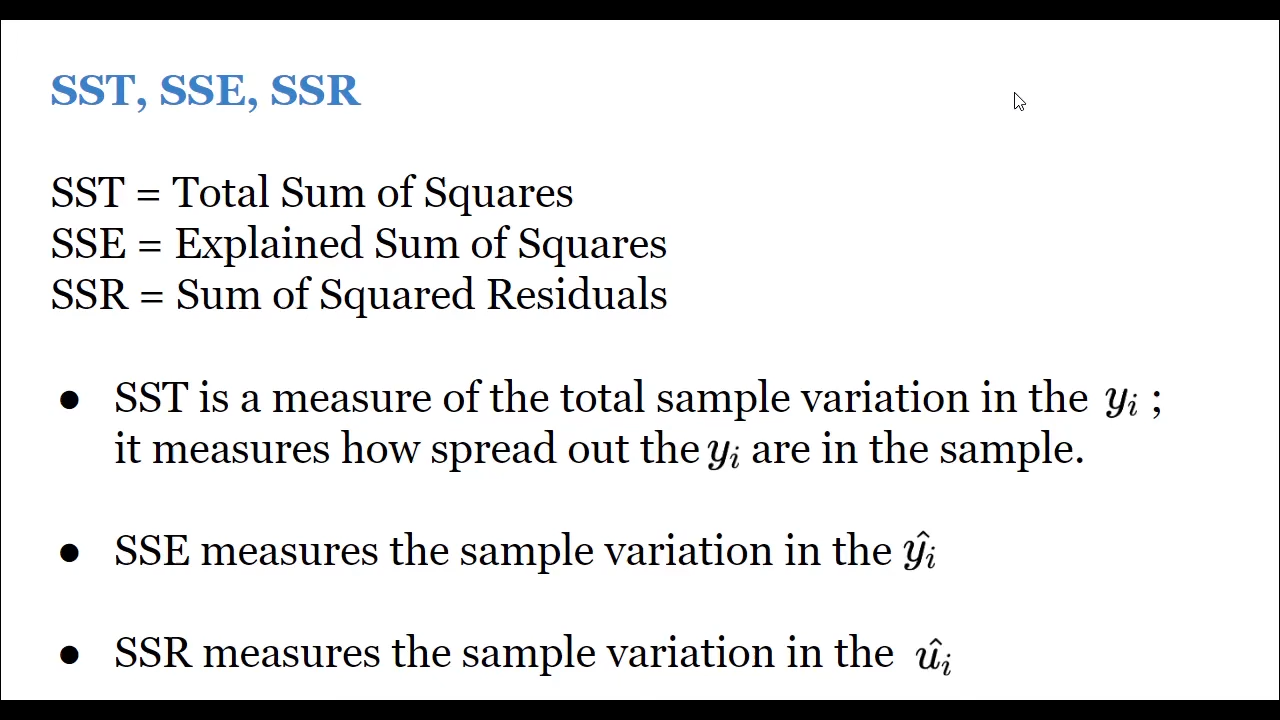 SST, SSE, SSR
SST = Total Sum of Squares
SSE = Explained Sum of Squares
SSR = Sum of Squared Residuals
● SST is a measure of the total sample variation in the yᵢ ;
it measures how spread out the yᵢ are in the sample.
● SSE measures the sample variation in the ŷᵢ
● SSR measures the sample variation in the ûᵢ